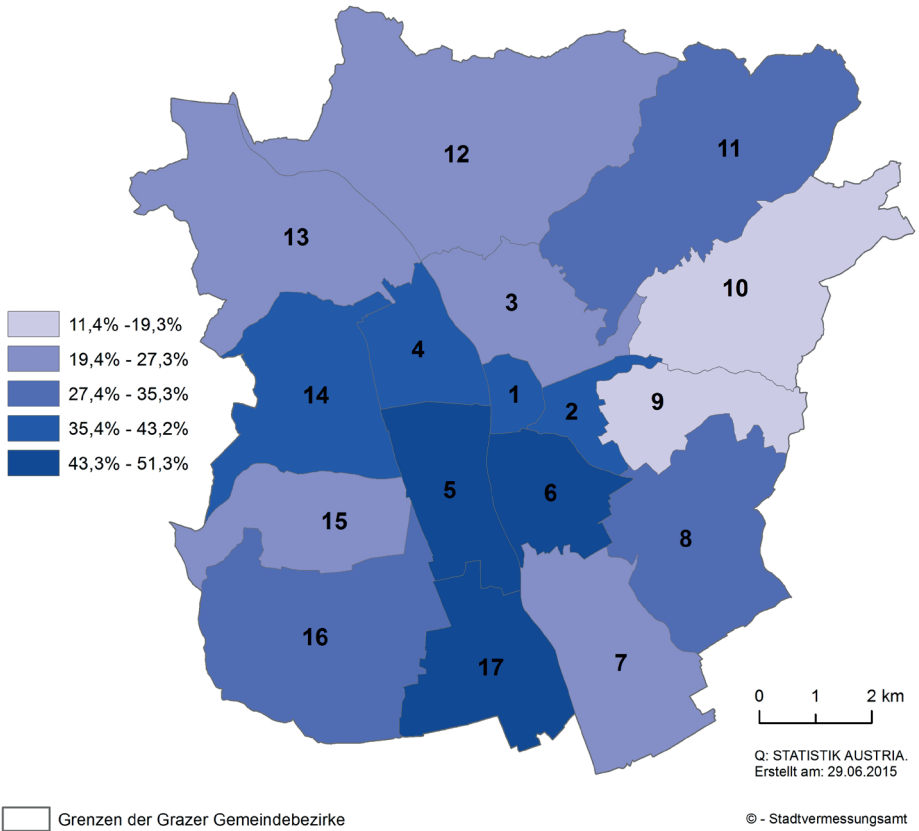 12
11
13
10
3
11,4% -19,3%
19,4% - 27,3%
27,4% - 35,3%
35,4% - 43,2%
43,3% - 51,3%
4
14
1
2
9
5
6
15
8
16
17
7
0 1 2 km
Q: STATISTIK AUSTRIA.
Erstellt am: 29.06.2015
Grenzen der Grazer Gemeindebezirke
© - Stadtvermessungsamt